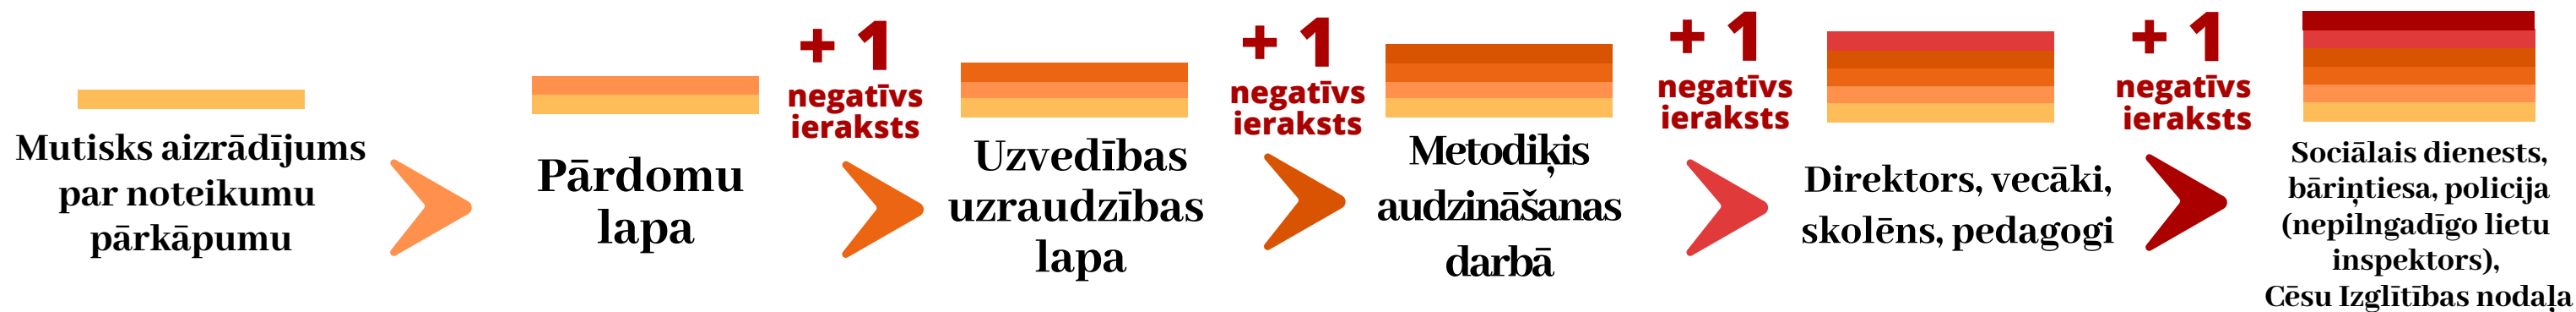 Mutisks aizrādījums
par noteikumu
pārkāpumu
Pārdomu
lapa
+ 1
negatīvs
ieraksts
Uzvedības
uzraudzības
lapa
+ 1
negatīvs
ieraksts
Metodiķis
audzināšanas
darbā
+ 1
negatīvs
ieraksts
Direktors, vecāki,
skolēns, pedagogi
+ 1
negatīvs
ieraksts
Sociālais dienests,
bāriņtiesa, policija
(nepilngadīgo lietu
inspektors),
Cēsu Izglītības nodaļa